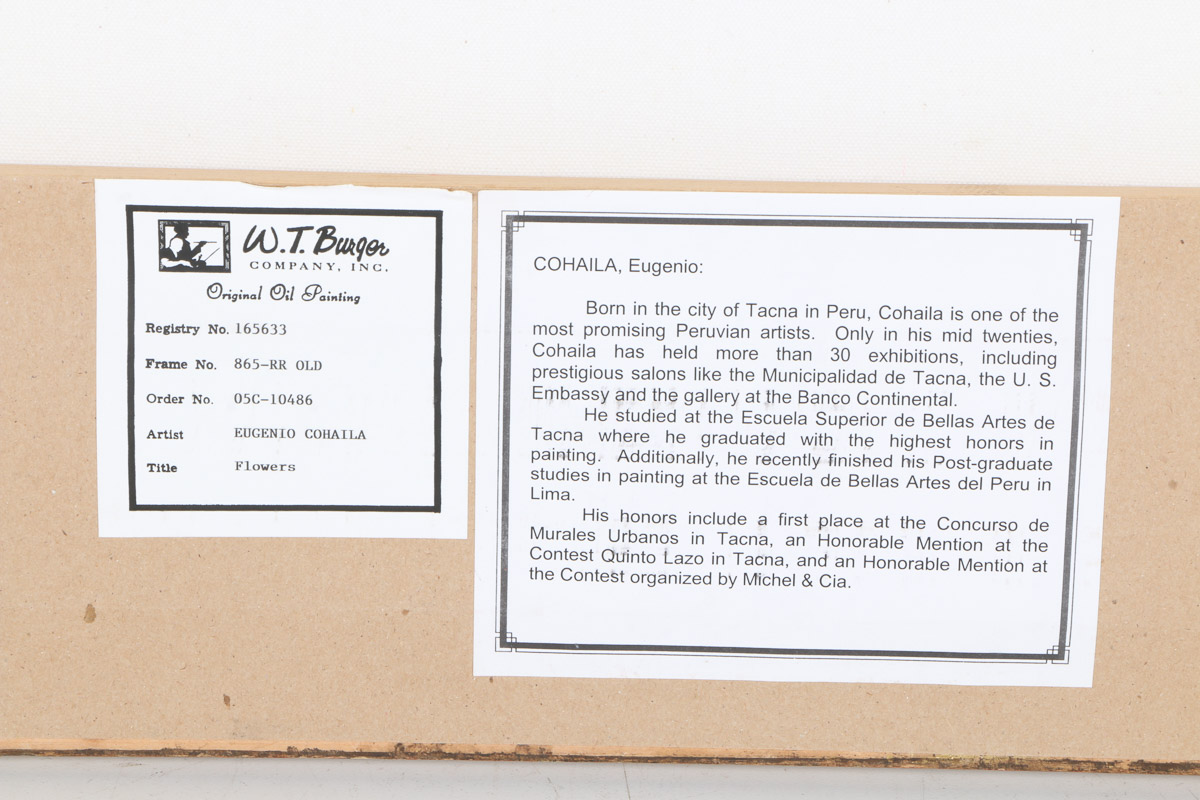 W.T. Burger
COMPANY, INC.
Original Oil Painting
Registry No. 165633
Frame No. 865-RR OLD
Order No. 05C-10486
Artist EUGENIO COHAILA
Title Flowers
COHAILA, Eugenio:
Born in the city of Tacna in Peru, Cohaila is one of the
most promising Peruvian artists. Only in his mid twenties,
Cohaila has held more than 30 exhibitions, including
prestigious salons like the Municipalidad de Tacna, the U. S.
Embassy and the gallery at the Banco Continental.
He studied at the Escuela Superior de Bellas Artes de
Tacna where he graduated with the highest honors in
painting. Additionally, he recently finished his Post-graduate
studies in painting at the Escuela de Bellas Artes del Peru in
Lima.
His honors include a first place at the Concurso de
Murales Urbanos in Tacna, an Honorable Mention at the
Contest Quinto Lazo in Tacna, and an Honorable Mention at
the Contest organized by Michel & Cia.